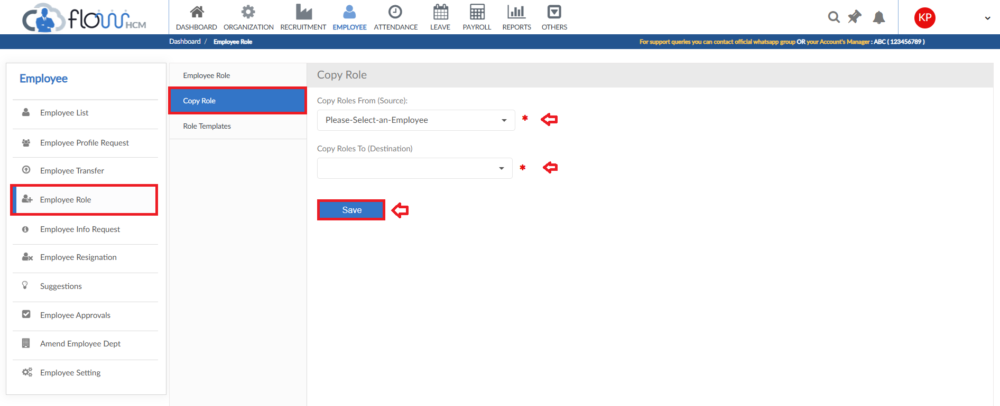 flowHCM
DASHBOARD ORGANIZATION RECRUITMENT EMPLOYEE ATTENDANCE LEAVE PAYROLL REPORTS OTHERS
KP
Dashboard / Employee Role
For support queries you can contact official whatsapp group OR your Account's Manager : ABC ( 123456789 )
Employee
Employee List
Employee Profile Request
Employee Transfer
Employee Role
Employee Info Request
Employee Resignation
Suggestions
Employee Approvals
Amend Employee Dept
Employee Setting
Employee Role
Copy Role
Role Templates
Copy Role
Copy Roles From (Source):
Please-Select-an-Employee *
Copy Roles To (Destination)
*
Save